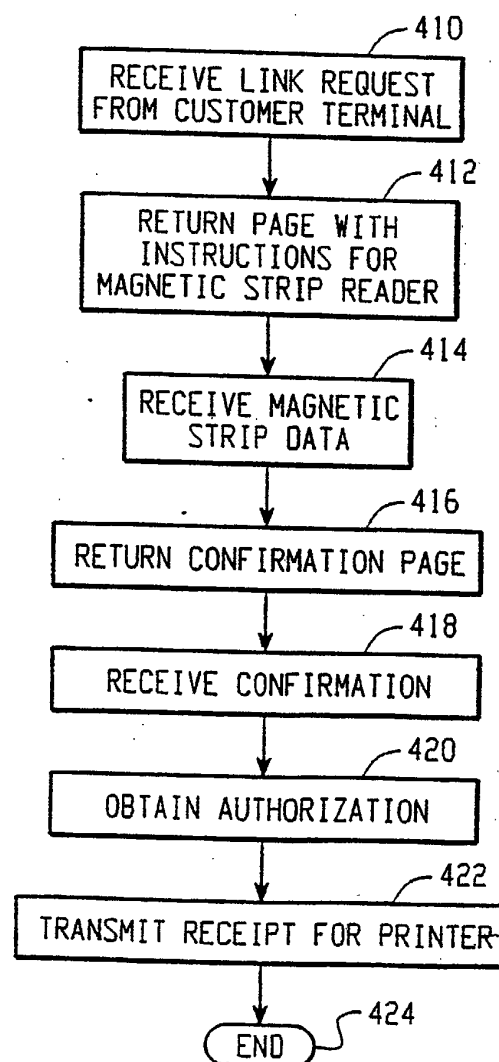 410
RECEIVE LINK REQUEST
FROM CUSTOMER TERMINAL
412
RETURN PAGE WITH
INSTRUCTIONS FOR
MAGNETIC STRIP READER
414
RECEIVE MAGNETIC
STRIP DATA
416
RETURN CONFIRMATION PAGE
418
RECEIVE CONFIRMATION
420
OBTAIN AUTHORIZATION
422
TRANSMIT RECEIPT FOR PRINTER
END
424